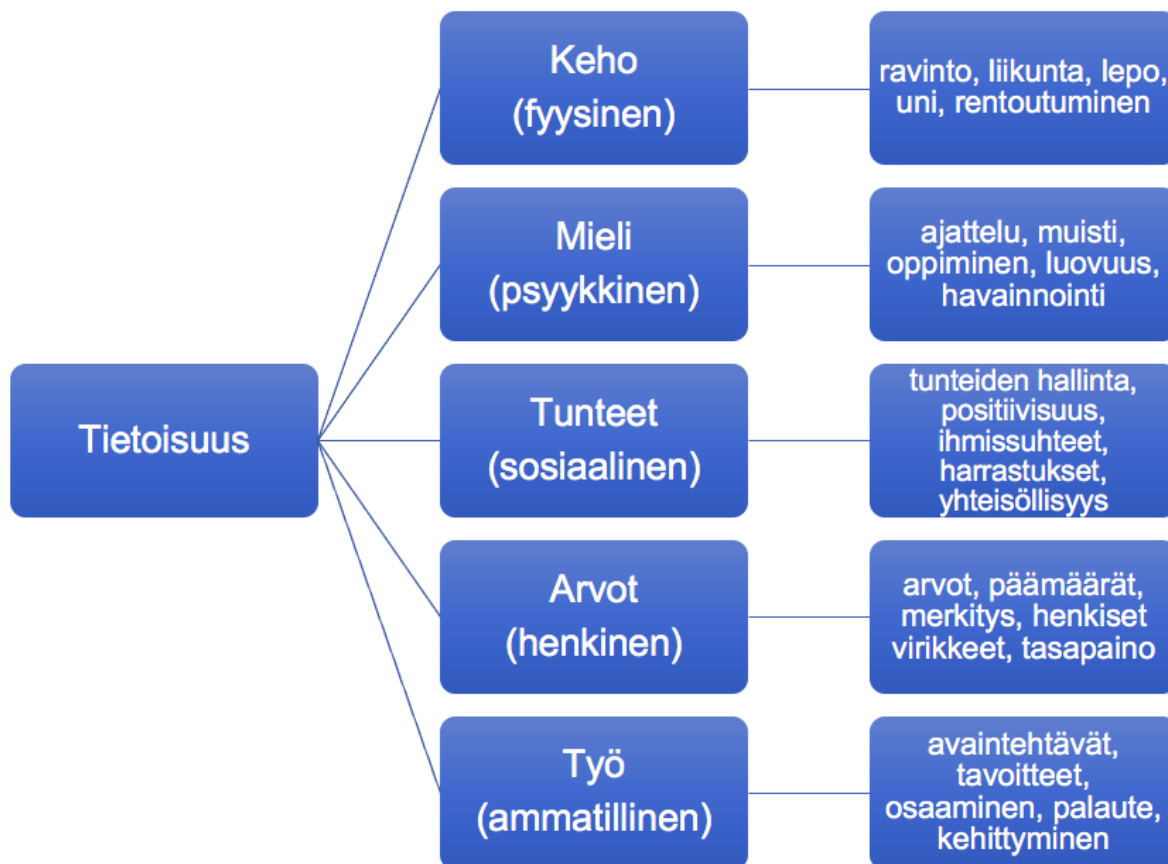 Keho
(fyysinen)
ravinto, liikunta, lepo,
uni, rentoutuminen
Mieli
(psyykkinen)
ajattelu, muisti,
oppiminen, luovuus,
havainnointi
Tietoisuus
Tunteet
(sosiaalinen)
tunteiden hallinta,
positiivisuus,
ihmissuhteet,
harrastukset,
yhteisöllisyys
Arvot
(henkinen)
arvot, päämäärät,
merkitys, henkiset
virikkeet, tasapaino
Työ
(ammatillinen)
avaintehtävät,
tavoitteet,
osaaminen, palaute,
kehittyminen